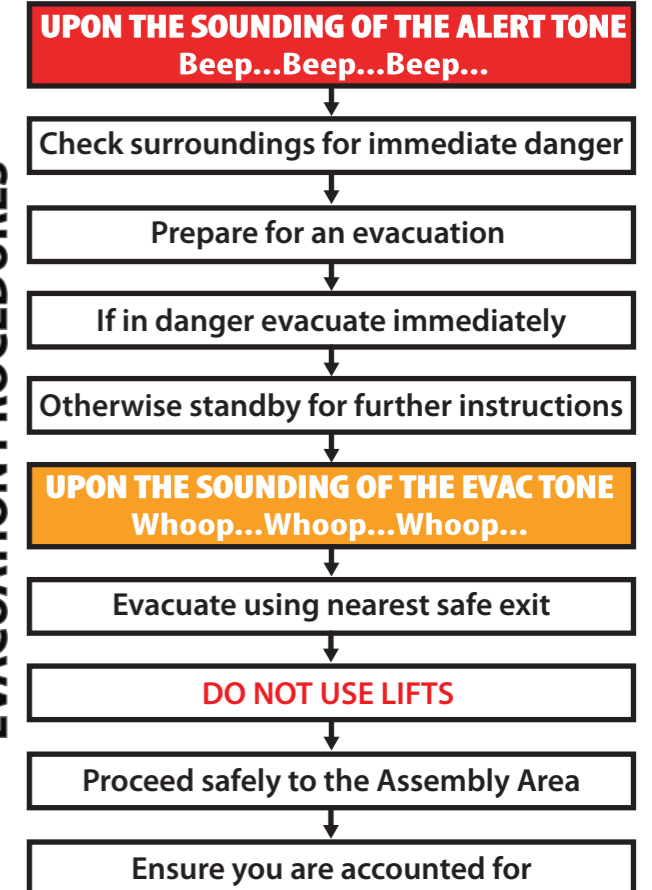 EVACUATION PROCEDURES
UPON THE SOUNDING OF THE ALERT TONE
Beep...Beep...Beep...
Check surroundings for immediate danger
Prepare for an evacuation
If in danger evacuate immediately
Otherwise standby for further instructions
UPON THE SOUNDING OF THE EVAC TONE
Whoop...Whoop...Whoop...
Evacuate using nearest safe exit
DO NOT USE LIFTS
Proceed safely to the Assembly Area
Ensure you are accounted for